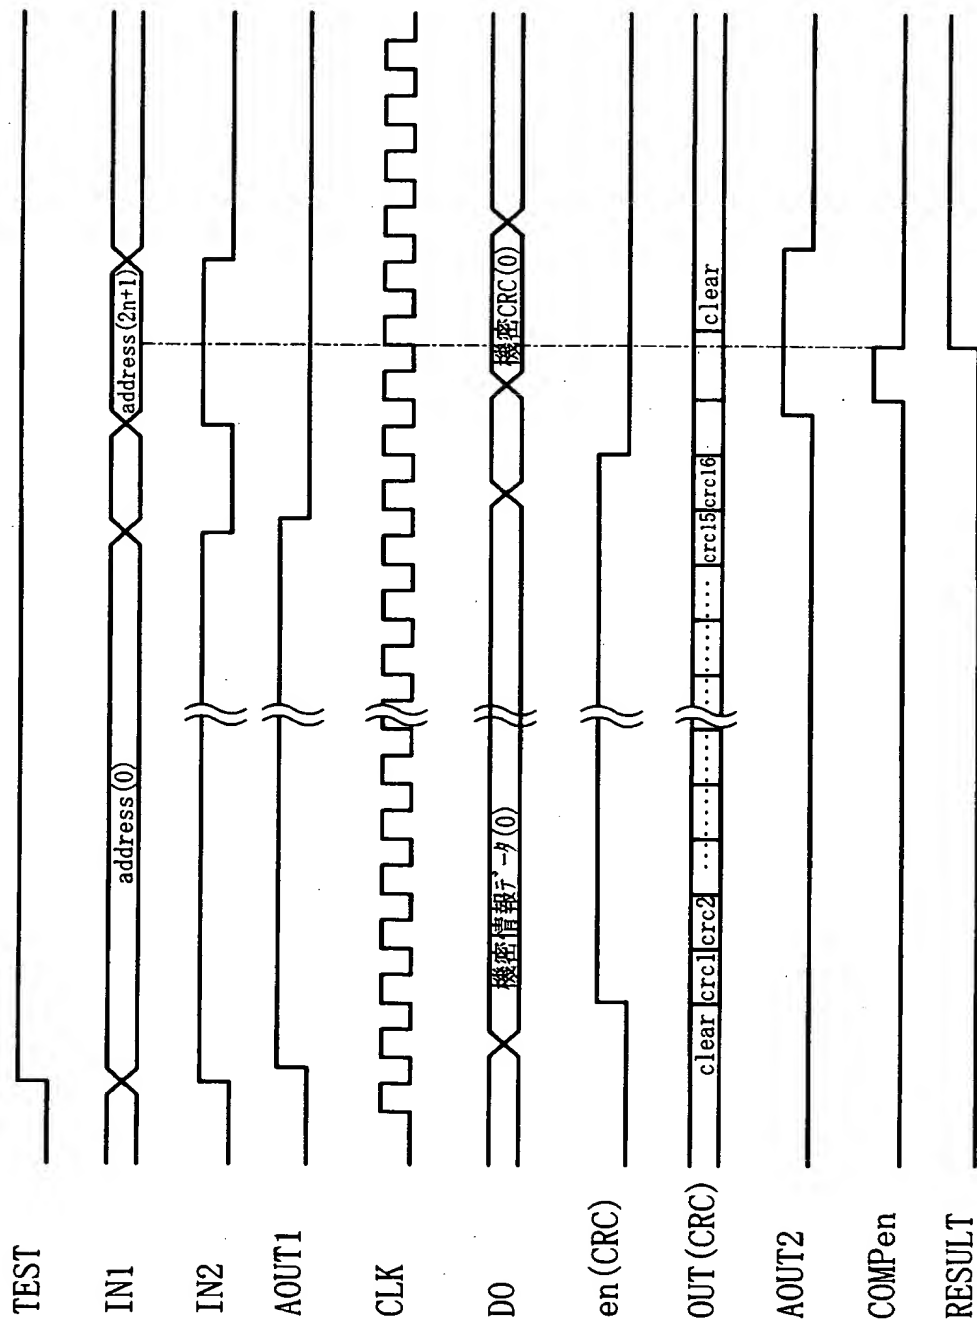 TEST
IN1
address(0)
address(2n+1)
IN2
AOUT1
CLK
DO
機密情報データ(0)
機密CRC(0)
en(CRC)
OUT(CRC)
clear crc1 crc2 ... ...... ...... ... ...... ..... crc15 crc16 clear
AOUT2
COMPen
RESULT